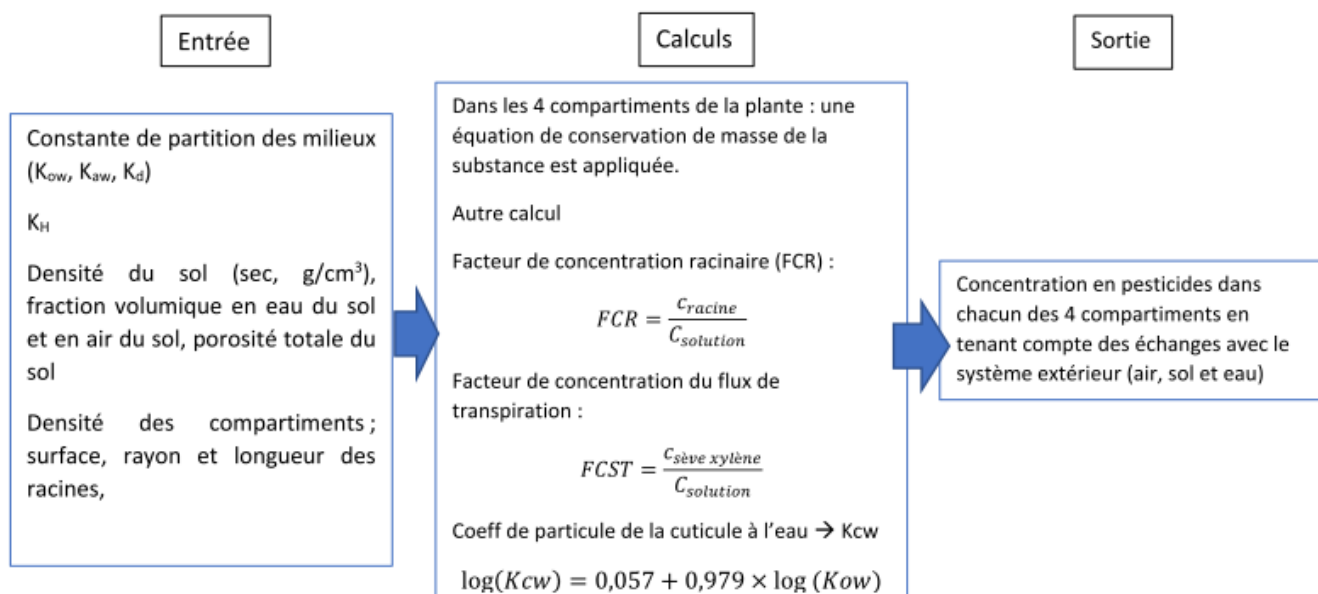 Entrée
Calculs
Sortie
Constante de partition des milieux
(Kow, Kaw, Kd)
KH
Densité du sol (sec, g/cm³),
fraction volumique en eau du sol
et en air du sol, porosité totale du
sol
Densité des compartiments ;
surface, rayon et longueur des
racines,
Dans les 4 compartiments de la plante : une
équation de conservation de masse de la
substance est appliquée.
Autre calcul
Facteur de concentration racinaire (FCR) :
FCR = c_racine / C_solution
Facteur de concentration du flux de
transpiration :
FCST = c_sève xylène / C_solution
Coeff de particule de la cuticule à l'eau → Kcw
log(Kcw) = 0,057 + 0,979 × log (Kow)
Concentration en pesticides dans
chacun des 4 compartiments en
tenant compte des échanges avec le
système extérieur (air, sol et eau)